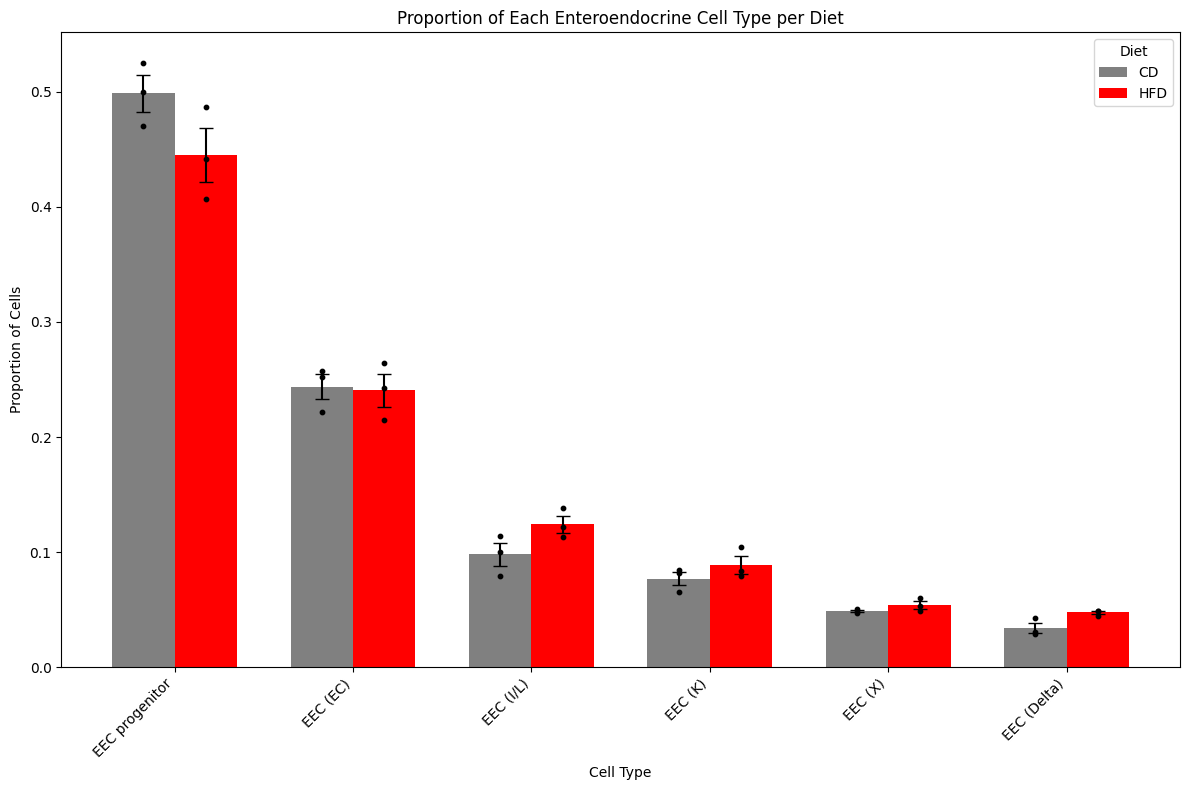 Proportion of Each Enteroendocrine Cell Type per Diet
Diet
CD
HFD
Proportion of Cells
0.5
0.4
0.3
0.2
0.1
0.0
EEC progenitor
EEC (EC)
EEC (I/L)
EEC (K)
EEC (X)
EEC (Delta)
Cell Type